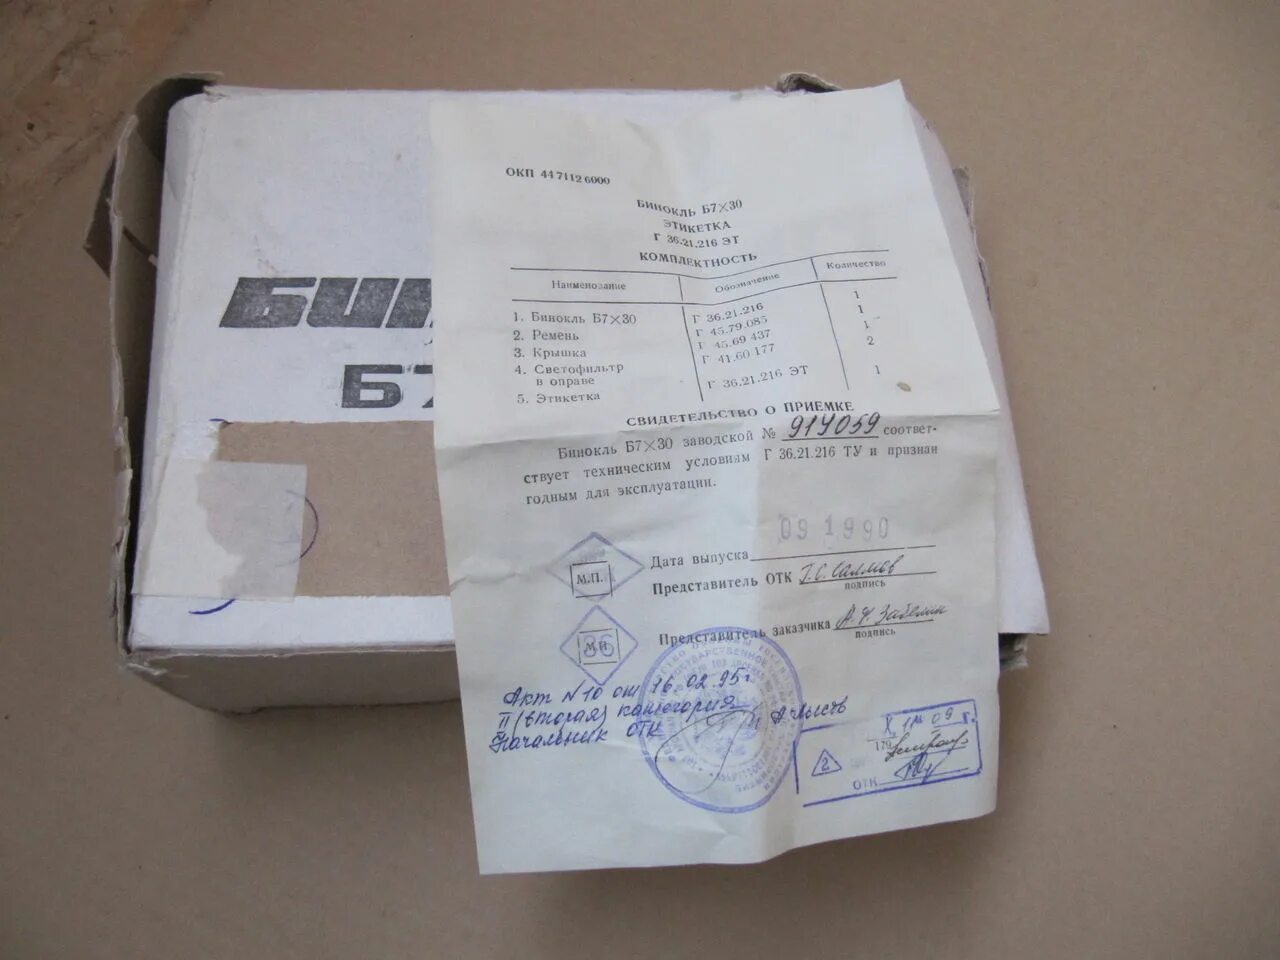 БИН
Б7
ОКП 44 7112 6000
БИНОКЛЬ Б7×30
ЭТИКЕТКА
Г 36.21.216 ЭТ
КОМПЛЕКТНОСТЬ
Наименование Обозначение Количество
1. Бинокль Б7×30 Г 36.21.216 1
2. Ремень Г 45.79.085 1
3. Крышка Г 45.69 437 1
4. Светофильтр Г 41.60 177 2
в оправе
5. Этикетка Г 36.21.216 ЭТ 1
СВИДЕТЕЛЬСТВО О ПРИЕМКЕ
Бинокль Б7×30 заводской № 914059 соответ-
ствует техническим условиям Г 36.21.216 ТУ и признан
годным для эксплуатации.
Дата выпуска 09 1990
М.П.
Представитель ОТК
подпись
Представитель заказчика
подпись
М.П.
86
Акт N 10 от 16.02.95г
II (вторая) категория
Начальник ОТК
2
ОТК